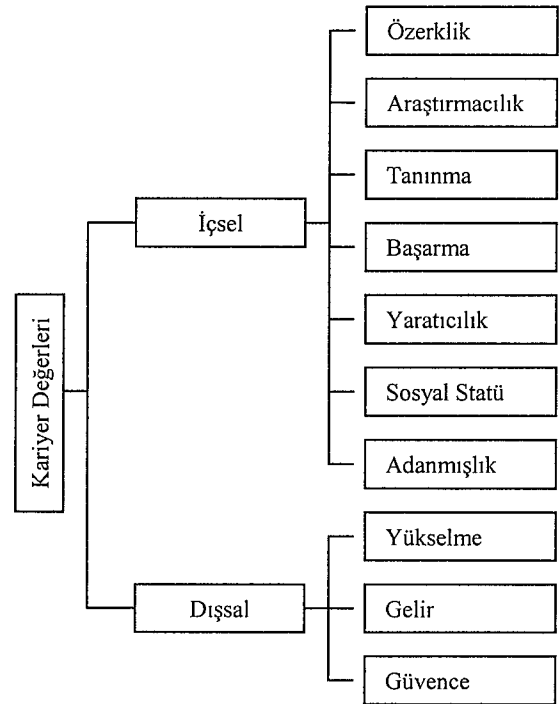 Kariyer Değerleri
İçsel
Özerklik
Araştırmacılık
Tanınma
Başarma
Yaratıcılık
Sosyal Statü
Adanmışlık
Dışsal
Yükselme
Gelir
Güvence